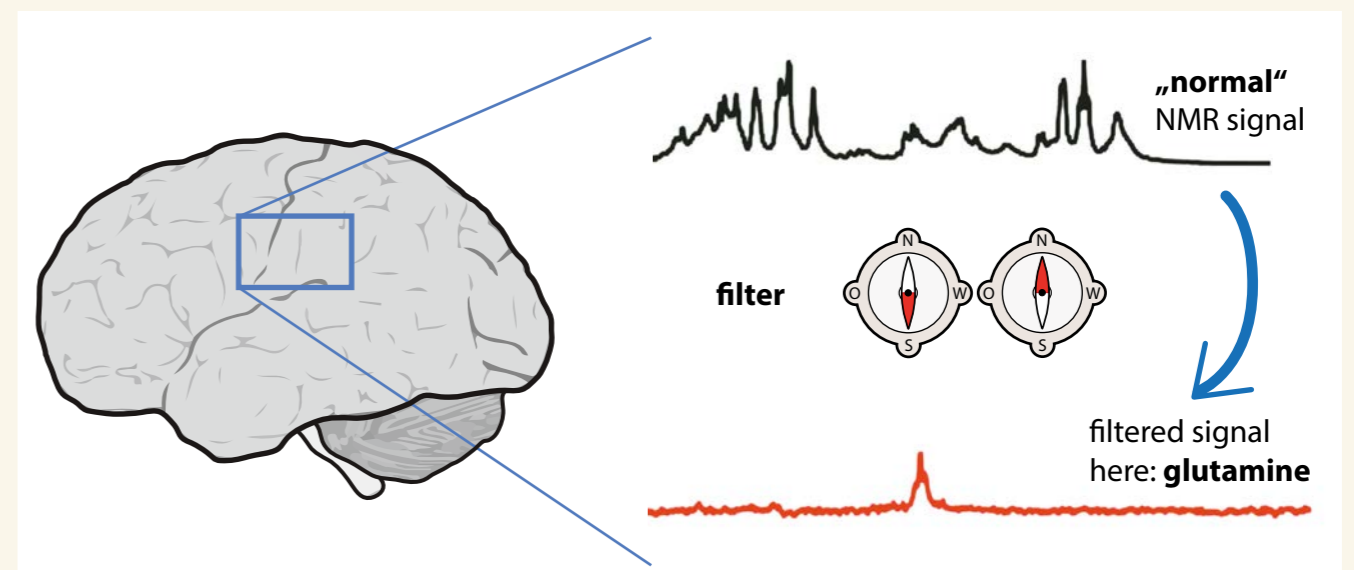 „normal“
NMR signal
filter
N
O
W
S
N
O
W
S
filtered signal
here: glutamine